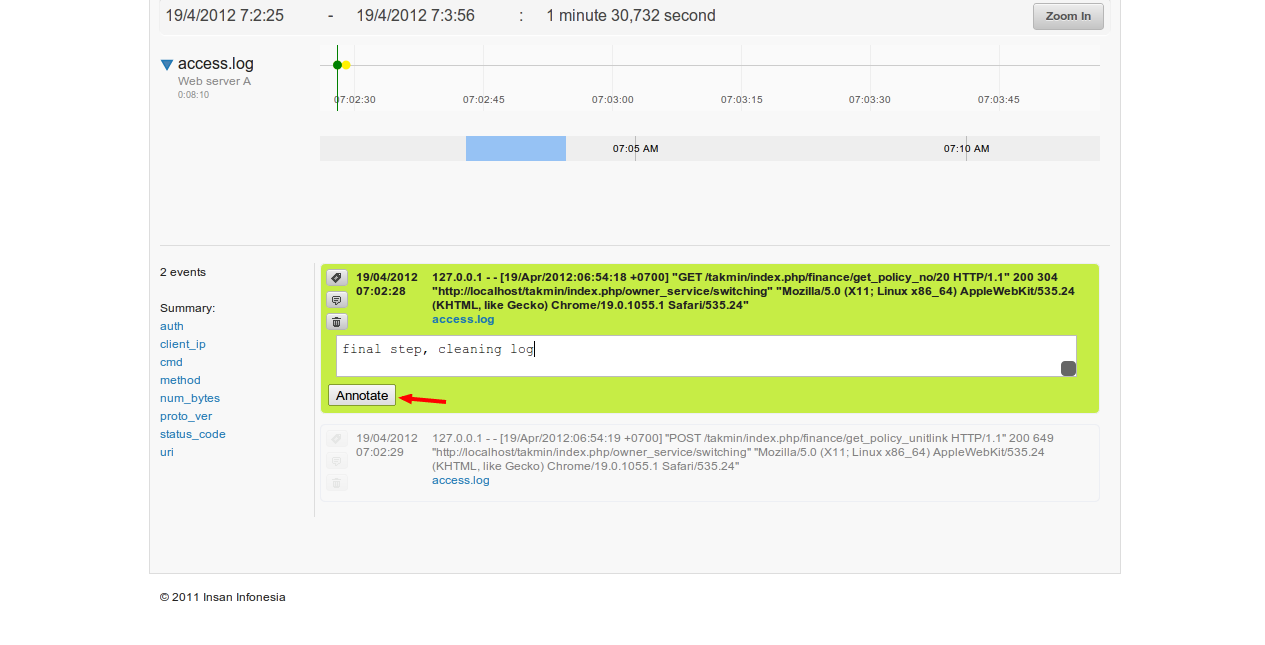 19/4/2012 7:2:25 - 19/4/2012 7:3:56 : 1 minute 30,732 second
Zoom In
access.log
Web server A
0:08:10
07:02:30 07:02:45 07:03:00 07:03:15 07:03:30 07:03:45
07:05 AM 07:10 AM
2 events
Summary:
auth
client_ip
cmd
method
num_bytes
proto_ver
status_code
uri
19/04/2012
07:02:28
127.0.0.1 - - [19/Apr/2012:06:54:18 +0700] "GET /takmin/index.php/finance/get_policy_no/20 HTTP/1.1" 200 304
"http://localhost/takmin/index.php/owner_service/switching" "Mozilla/5.0 (X11; Linux x86_64) AppleWebKit/535.24
(KHTML, like Gecko) Chrome/19.0.1055.1 Safari/535.24"
access.log
final step, cleaning log
Annotate
19/04/2012
07:02:29
127.0.0.1 - - [19/Apr/2012:06:54:19 +0700] "POST /takmin/index.php/finance/get_policy_unitlink HTTP/1.1" 200 649
"http://localhost/takmin/index.php/owner_service/switching" "Mozilla/5.0 (X11; Linux x86_64) AppleWebKit/535.24
(KHTML, like Gecko) Chrome/19.0.1055.1 Safari/535.24"
access.log
© 2011 Insan Infonesia